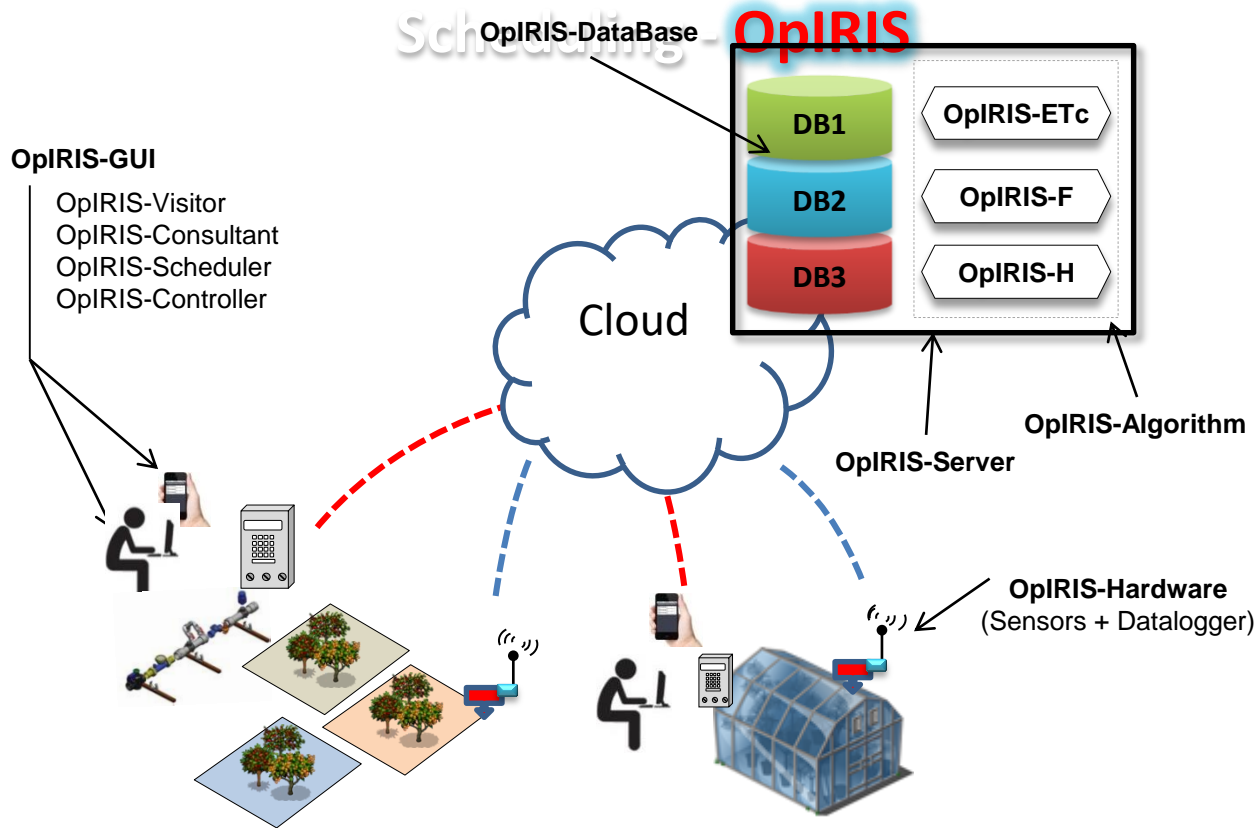 Scheduling - OpIRIS
OpIRIS-DataBase
DB1
DB2
DB3
OpIRIS-ETc
OpIRIS-F
OpIRIS-H
OpIRIS-GUI
OpIRIS-Visitor
OpIRIS-Consultant
OpIRIS-Scheduler
OpIRIS-Controller
Cloud
OpIRIS-Algorithm
OpIRIS-Server
OpIRIS-Hardware
(Sensors + Datalogger)